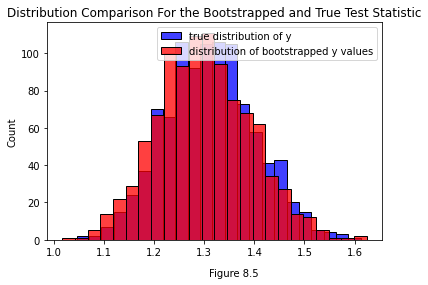 Distribution Comparison For the Bootstrapped and True Test Statistic
true distribution of y
distribution of bootstrapped y values
Count
100
80
60
40
20
0
1.0 1.1 1.2 1.3 1.4 1.5 1.6
Figure 8.5